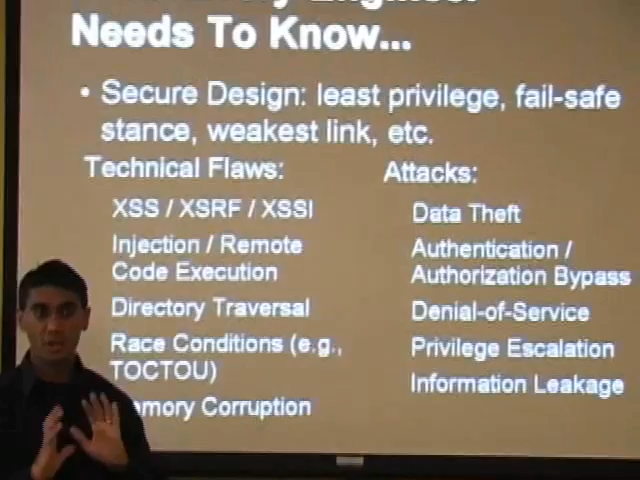 Needs To Know...
• Secure Design: least privilege, fail-safe
stance, weakest link, etc.
Technical Flaws:
XSS / XSRF / XSSI
Injection / Remote
Code Execution
Directory Traversal
Race Conditions (e.g.,
TOCTOU)
Corruption
Attacks:
Data Theft
Authentication /
Authorization Bypass
Denial-of-Service
Privilege Escalation
Information Leakage